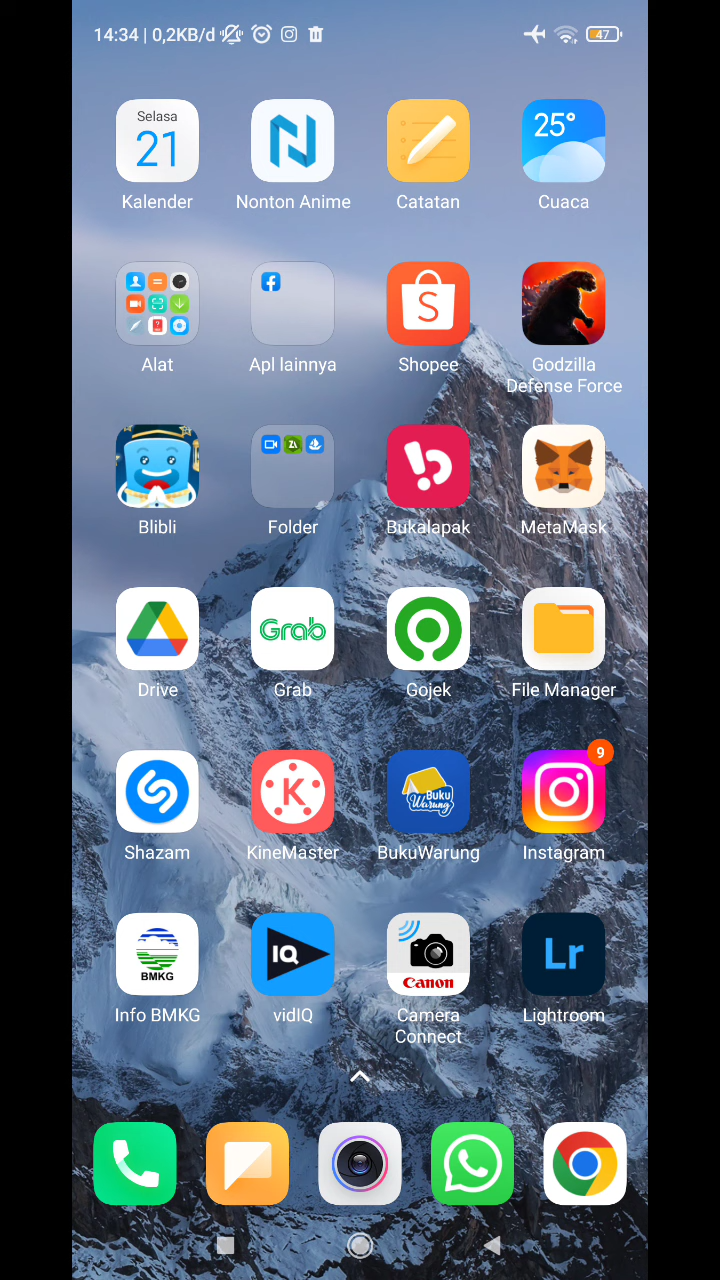 14:34 | 0,2KB/d
47
Selasa
21
25°
Kalender
Nonton Anime
Catatan
Cuaca
S
Alat
Apl lainnya
Shopee
Godzilla
Defense Force
ZA
Blibli
Folder
Bukalapak
MetaMask
Grab
Drive
Grab
Gojek
File Manager
9
K
Buku
Warung
Shazam
KineMaster
BukuWarung
Instagram
BMKG
IQ
Canon
Lr
Info BMKG
vidIQ
Camera
Connect
Lightroom